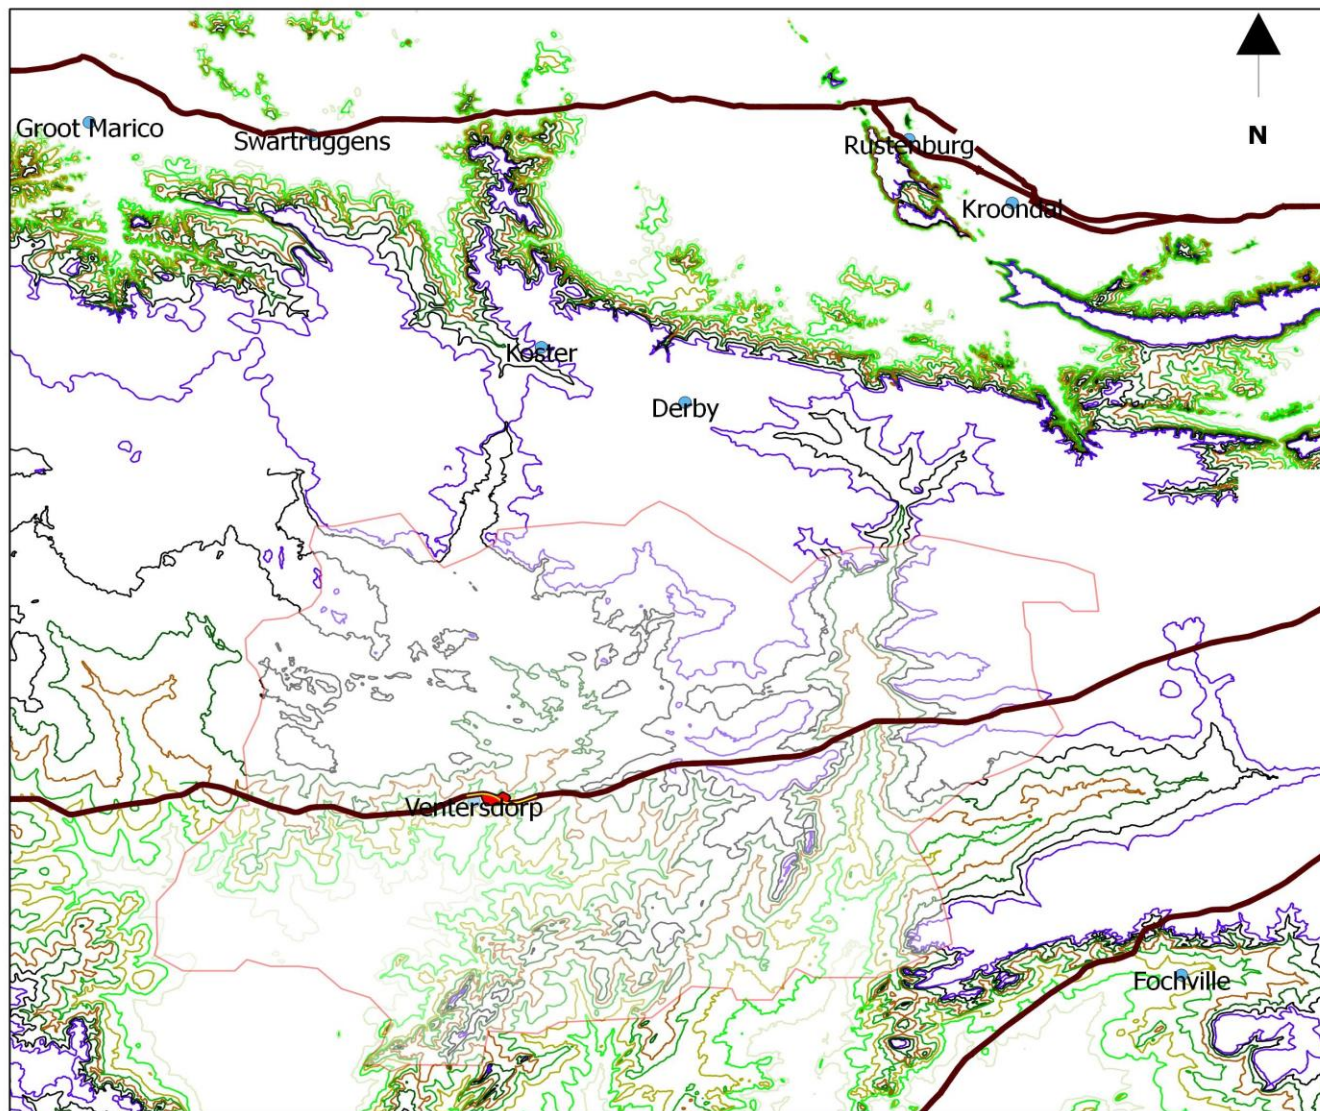 Groot Marico
Swartruggens
Rustenburg
N
Kroondal
Koster
Derby
Ventersdorp
Fochville